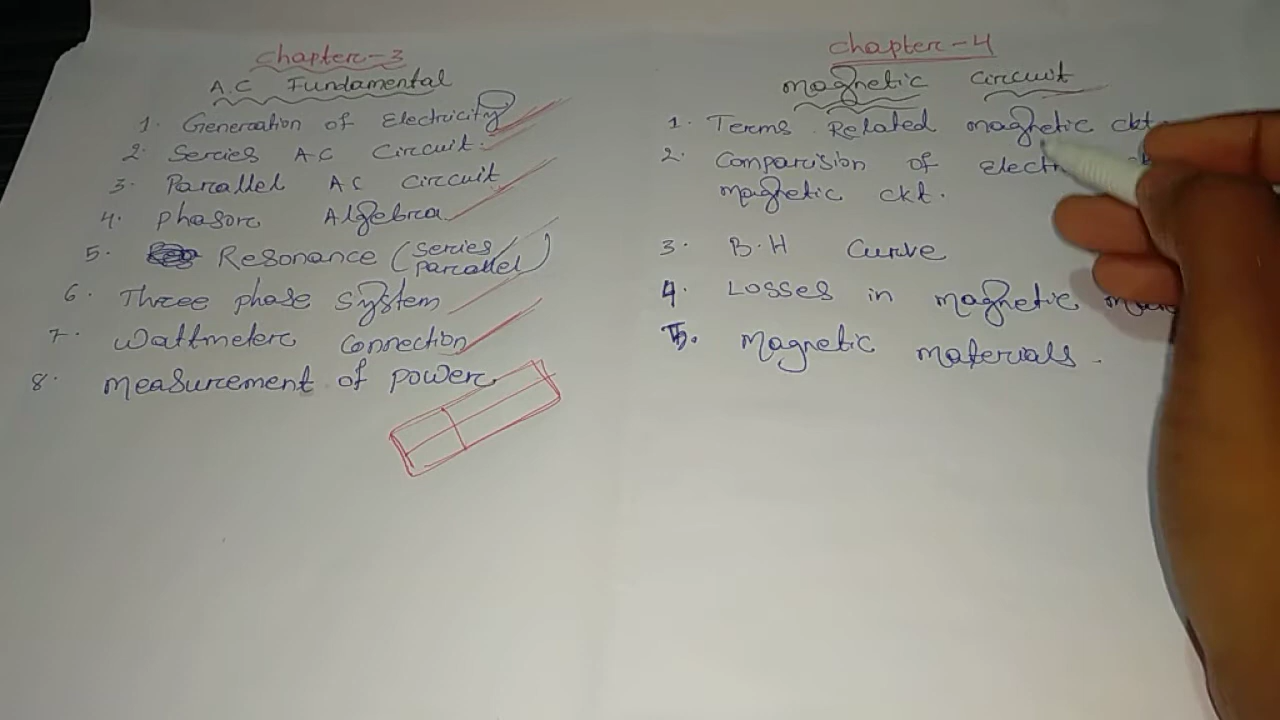 Chapter-3
A.C Fundamental
1. Generation of Electricity
2. Series AC Circuit.
3. Parallel AC Circuit
4. Phasor Algebra
5. Resonance (Series/
Parallel)
6. Three phase System
7. Wattmeter Connection
8. Measurement of Power
Chapter-4
Magnetic Circuit
1. Terms Related magnetic ckt
2. Comparision of
magnetic ckt.
3. B.H Curve
4. Losses in magnetic
5. Magnetic materials.